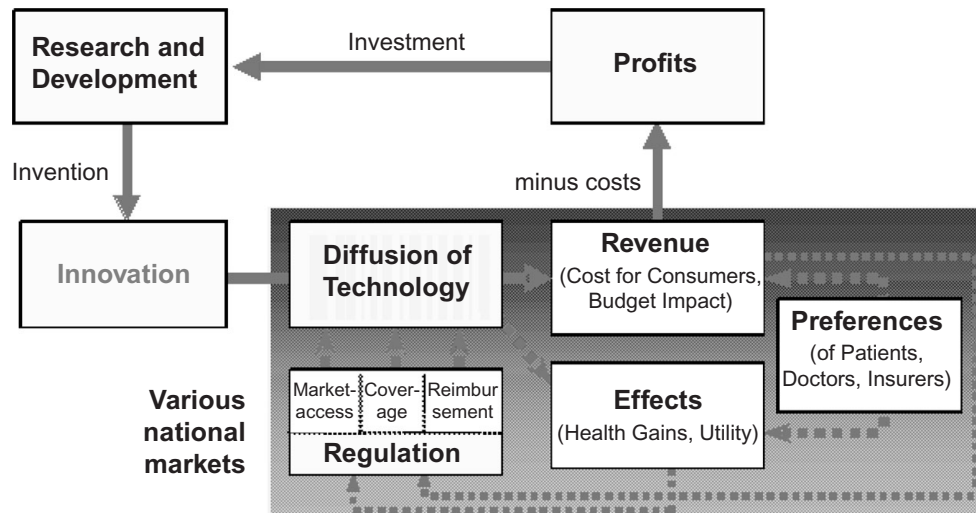 Research and
Development
Investment
Profits
Invention
minus costs
Innovation
Diffusion of
Technology
Revenue
(Cost for Consumers,
Budget Impact)
Preferences
(of Patients,
Doctors, Insurers)
Various
national
markets
Market-
access
Cover-
age
Reimbur
sement
Regulation
Effects
(Health Gains, Utility)